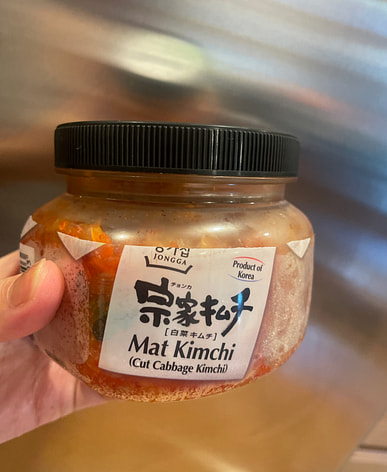 종가집
JONGGA
Product of
Korea
チョンカ
宗家キムチ
[白菜キムチ]
Mat Kimchi
(Cut Cabbage Kimchi)